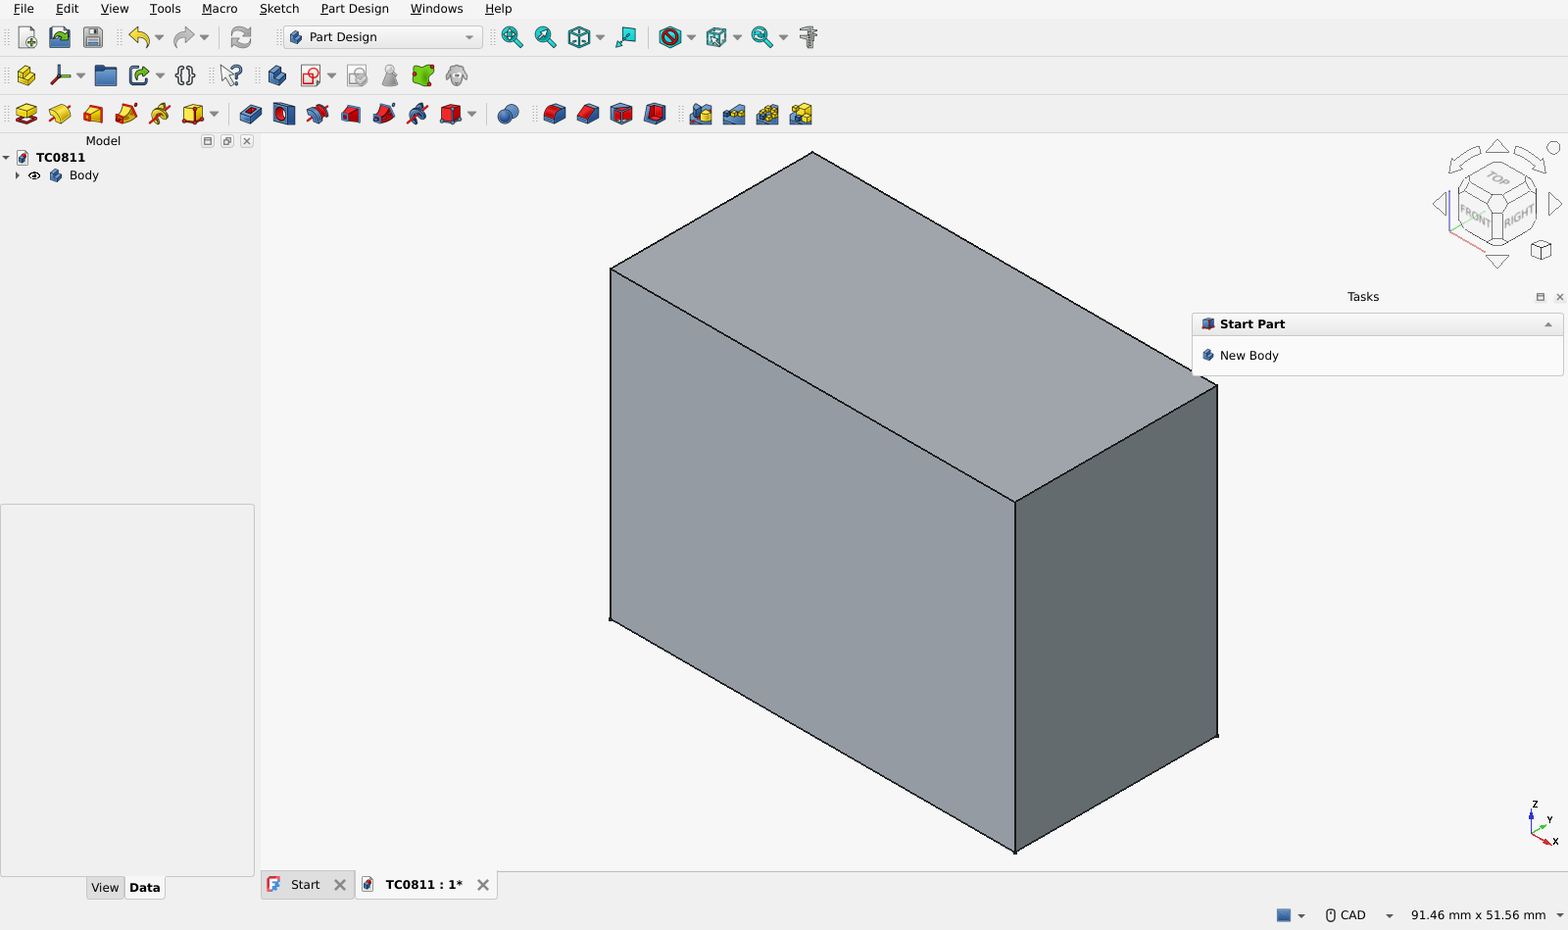 File Edit View Tools Macro Sketch Part Design Windows Help
Part Design
Model
TC0811
Body
TOP
FRONT
RIGHT
Tasks
Start Part
New Body
Z
Y
X
View Data
Start
TC0811 : 1*
CAD
91.46 mm x 51.56 mm